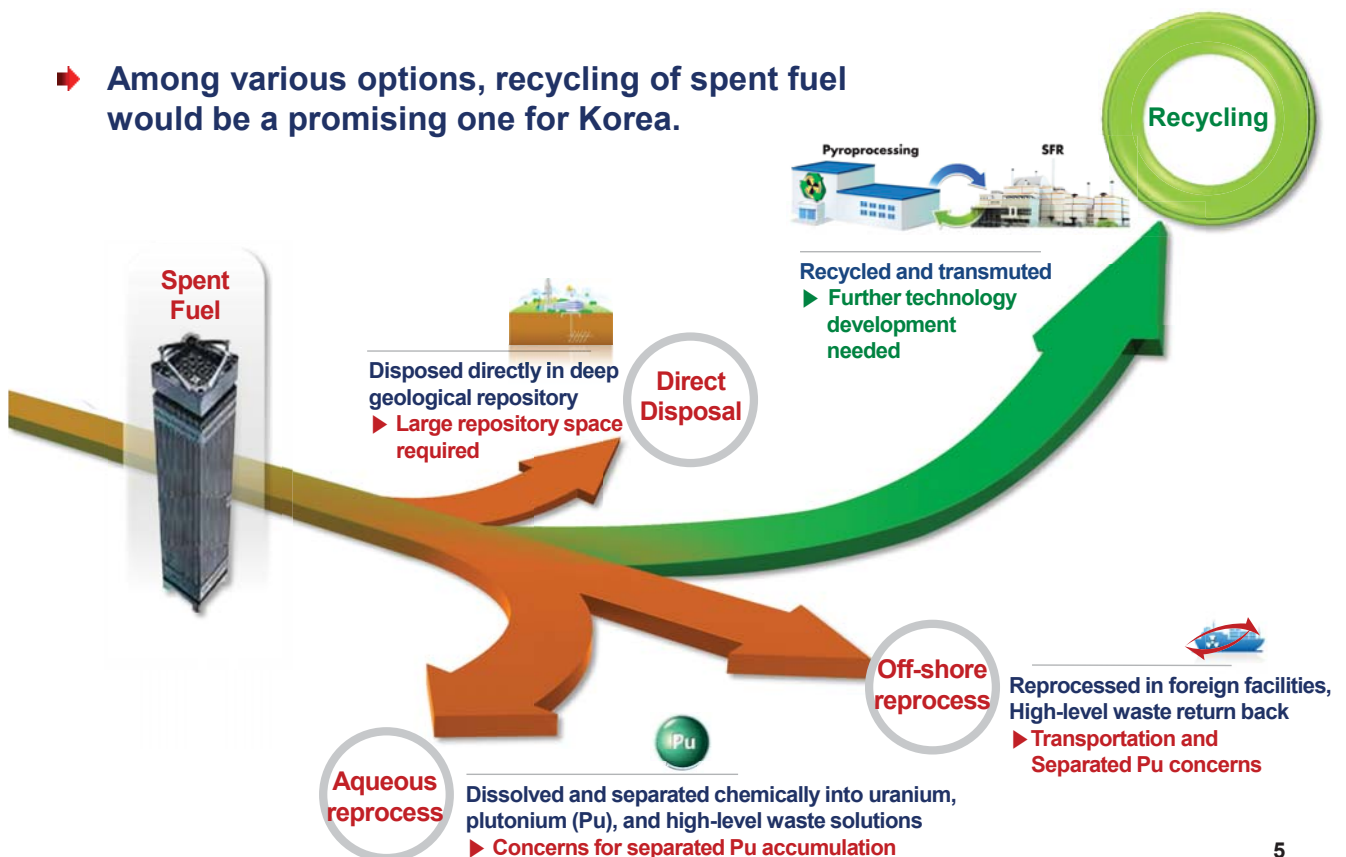 Among various options, recycling of spent fuel
would be a promising one for Korea.
Recycling
Pyroprocessing
SFR
Recycled and transmuted
▶ Further technology
development
needed
Spent
Fuel
Disposed directly in deep
geological repository
▶ Large repository space
required
Direct
Disposal
Off-shore
reprocess
Reprocessed in foreign facilities,
High-level waste return back
▶ Transportation and
Separated Pu concerns
Pu
Aqueous
reprocess
Dissolved and separated chemically into uranium,
plutonium (Pu), and high-level waste solutions
▶ Concerns for separated Pu accumulation
5